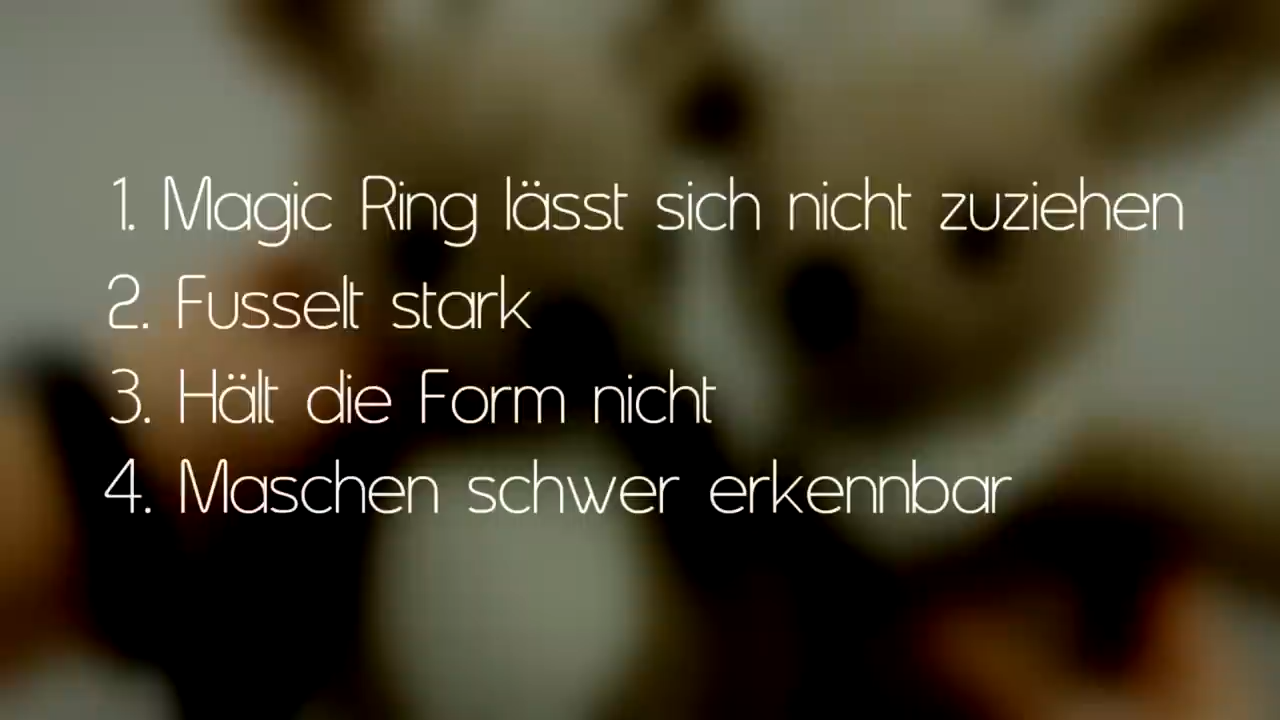 1. Magic Ring lässt sich nicht zuziehen
2. Fusselt stark
3. Hält die Form nicht
4. Maschen schwer erkennbar